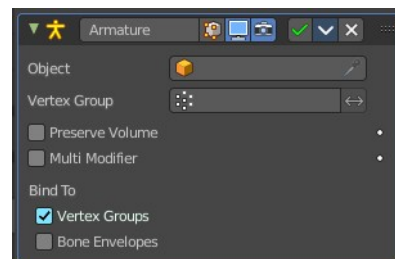 Armature
Object
Vertex Group
Preserve Volume
Multi Modifier
Bind To
Vertex Groups
Bone Envelopes